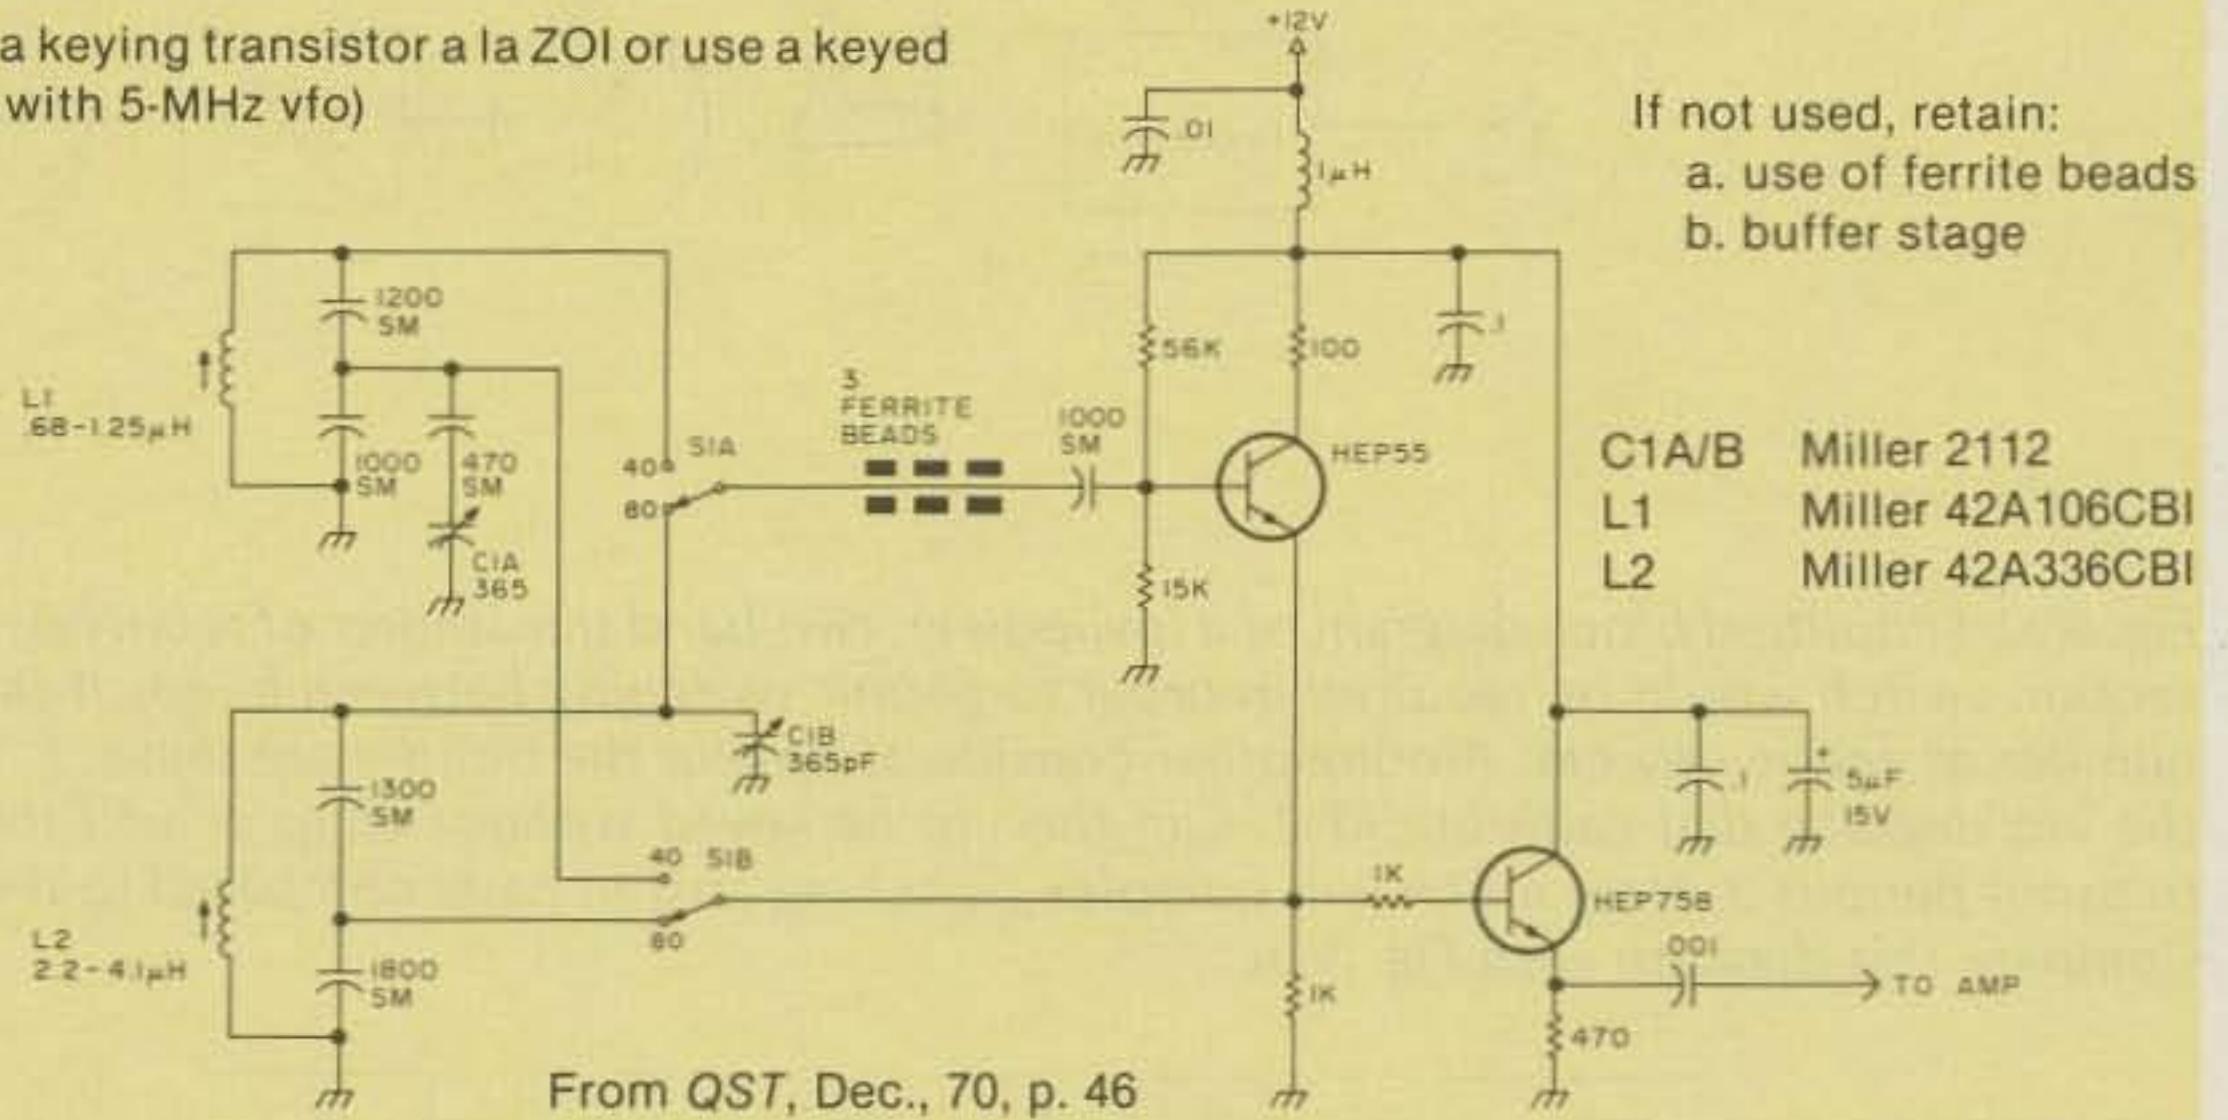 a keying transistor a la ZOI or use a keyed
with 5-MHz vfo)
+12V
.01
1µH
If not used, retain:
a. use of ferrite beads
b. buffer stage
1200
SM
L1
.68-1.25µH
1000
SM
470
SM
C1A
365
40
S1A
80
3
FERRITE
BEADS
1000
SM
56K
100
.1
HEP55
15K
C1A/B Miller 2112
L1 Miller 42A106CBI
L2 Miller 42A336CBI
C1B
365pF
1300
SM
40 S1B
80
L2
2.2-4.1µH
1800
SM
1K
1K
HEP758
.1
+
5µF
15V
.001
TO AMP
470
From QST, Dec., 70, p. 46